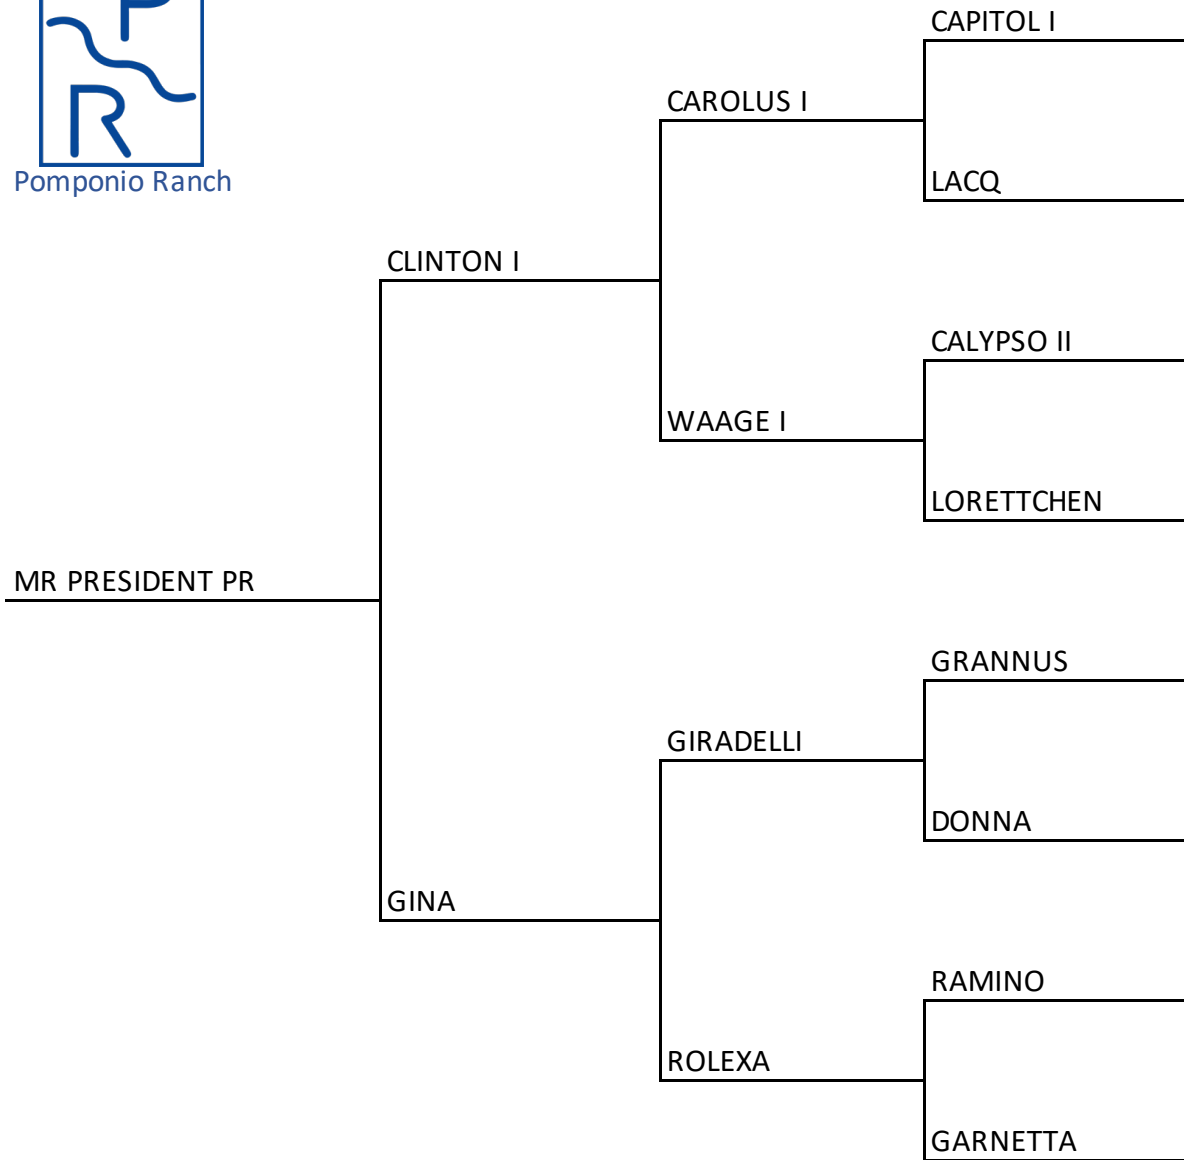 P
R
Pomponio Ranch
CAPITOL I
CAROLUS I
LACQ
CLINTON I
CALYPSO II
WAAGE I
LORETTCHEN
MR PRESIDENT PR
GRANNUS
GIRADELLI
DONNA
GINA
RAMINO
ROLEXA
GARNETTA